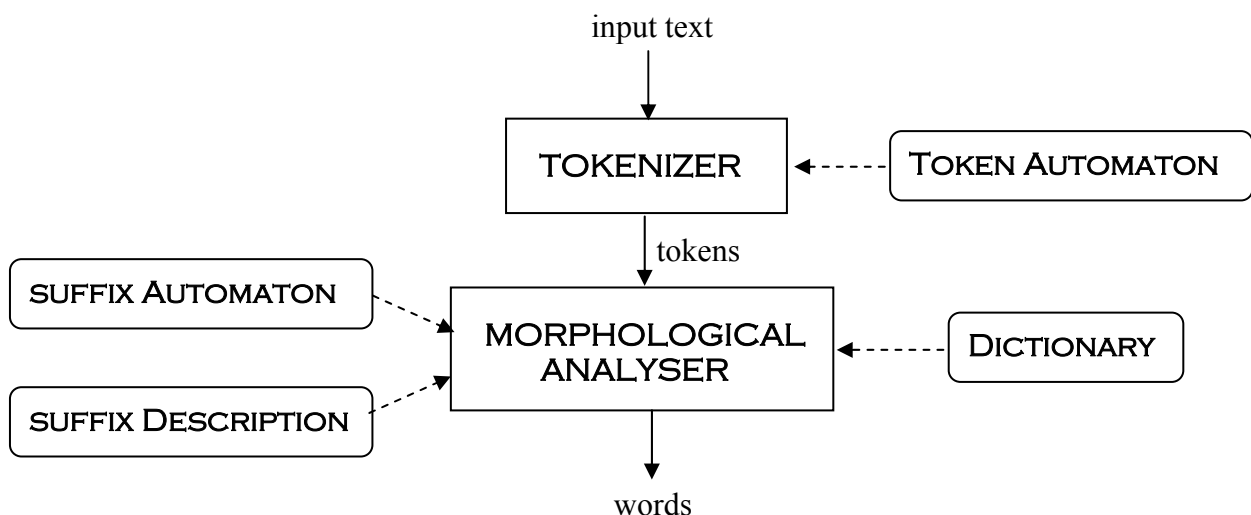 input text
TOKENIZER
TOKEN AUTOMATON
tokens
SUFFIX AUTOMATON
MORPHOLOGICAL
ANALYSER
DICTIONARY
SUFFIX DESCRIPTION
words